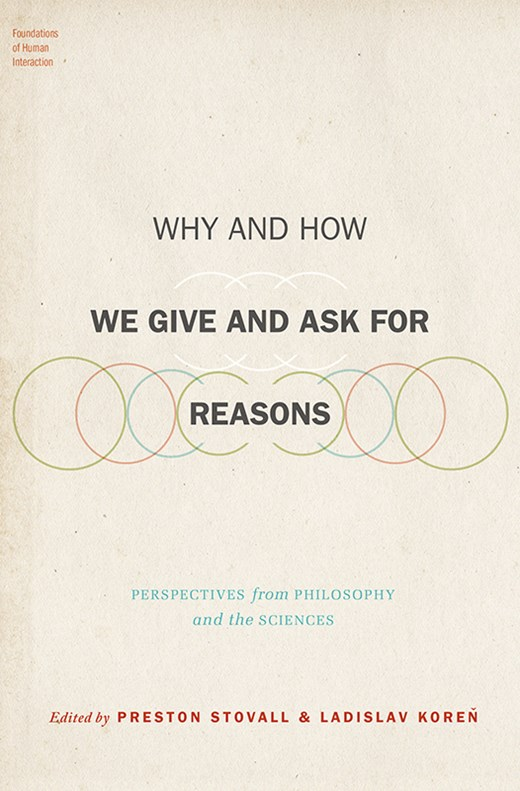 Foundations
of Human
Interaction
WHY AND HOW
WE GIVE AND ASK FOR
REASONS
PERSPECTIVES from PHILOSOPHY
and the SCIENCES
Edited by PRESTON STOVALL & LADISLAV KOREŇ